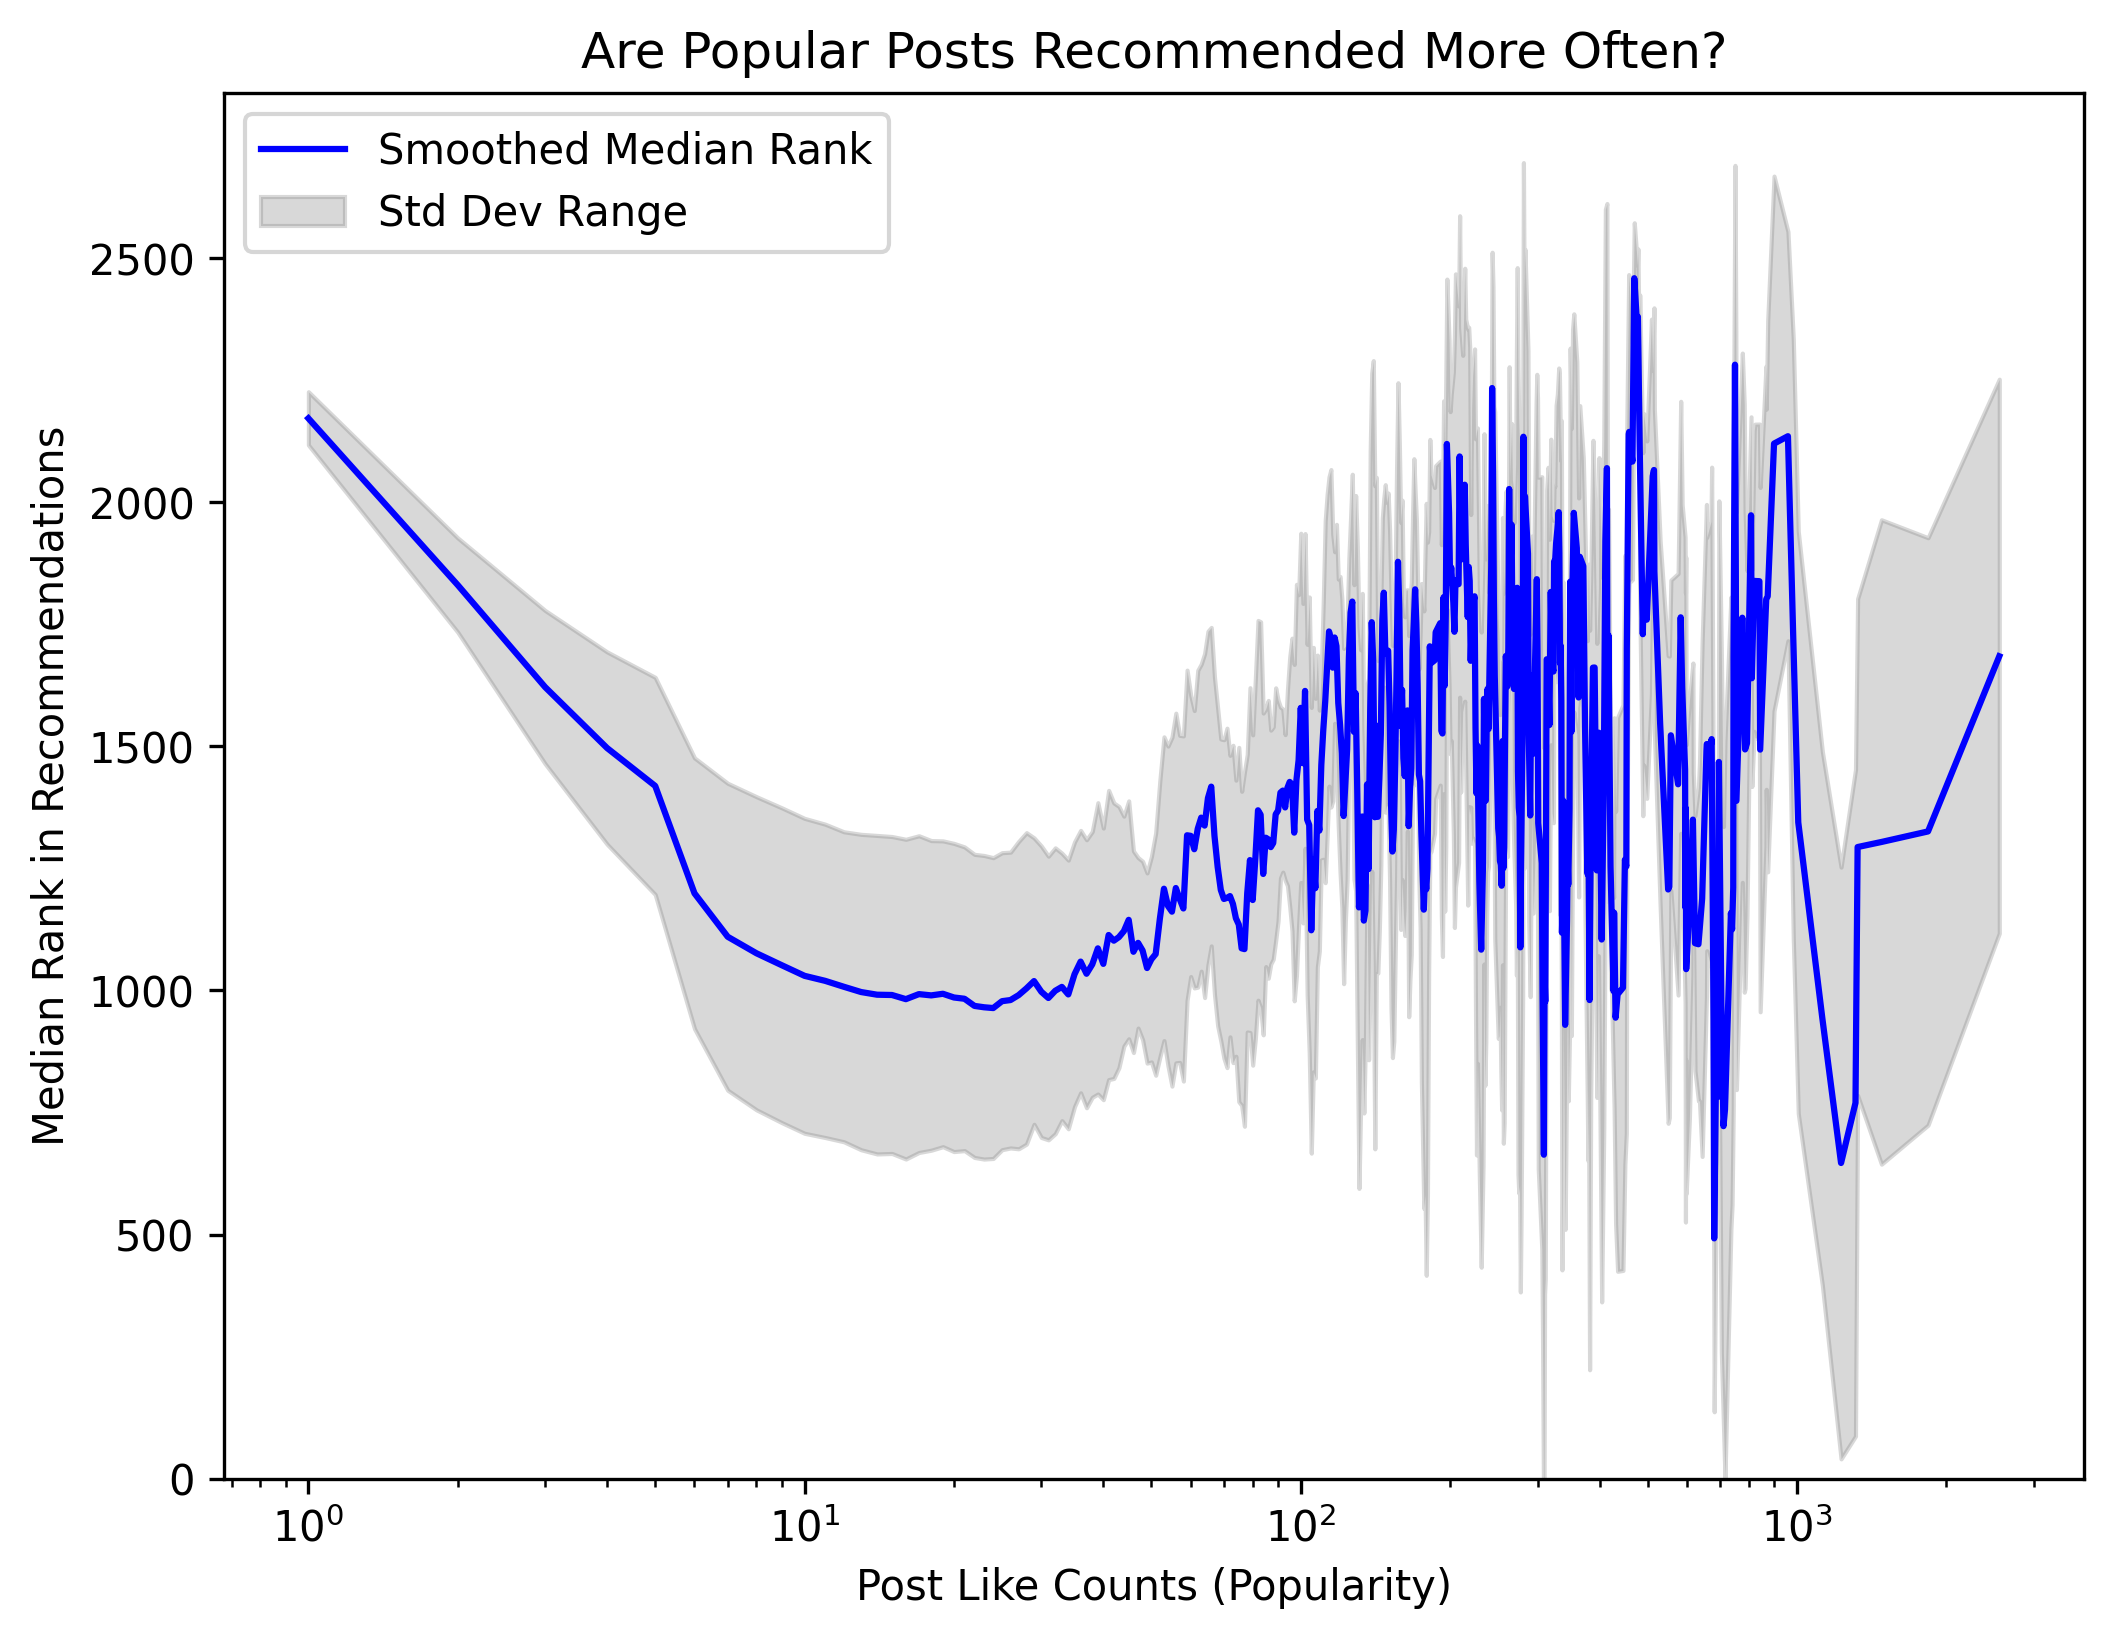 Are Popular Posts Recommended More Often?
Smoothed Median Rank
Std Dev Range
Median Rank in Recommendations
2500
2000
1500
1000
500
0
10⁰
10¹
10²
10³
Post Like Counts (Popularity)